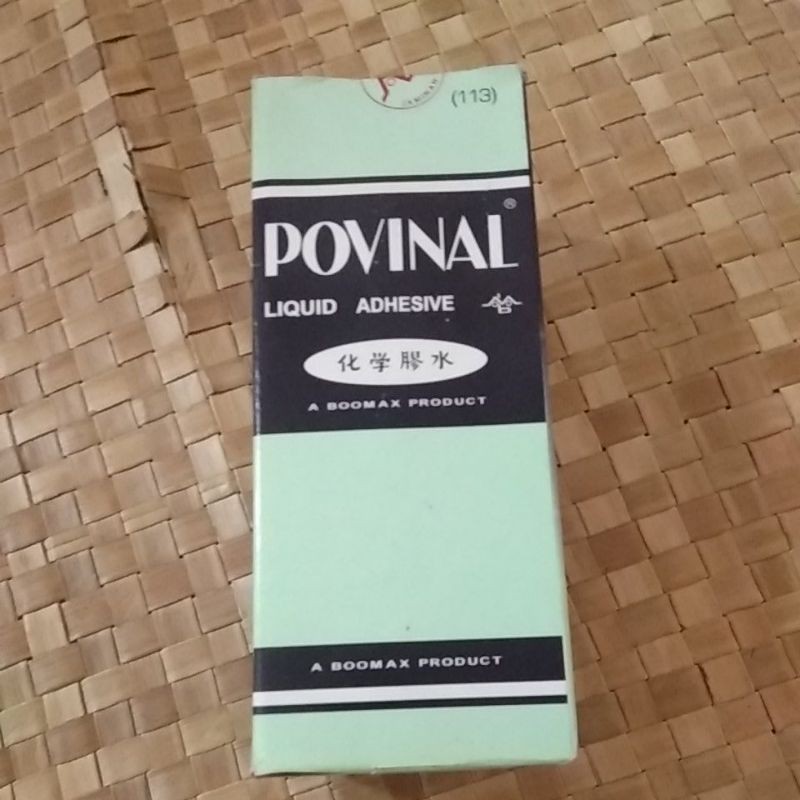 (113)
POVINAL®
LIQUID ADHESIVE
化学膠水
A BOOMAX PRODUCT
A BOOMAX PRODUCT